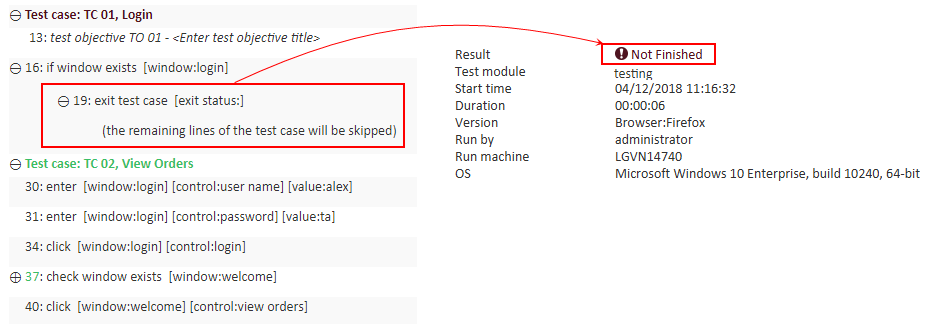 Test case: TC 01, Login
13: test objective TO 01 - <Enter test objective title>
16: if window exists [window:login]
19: exit test case [exit status:]
(the remaining lines of the test case will be skipped)
Test case: TC 02, View Orders
30: enter [window:login] [control:user name] [value:alex]
31: enter [window:login] [control:password] [value:ta]
34: click [window:login] [control:login]
37: check window exists [window:welcome]
40: click [window:welcome] [control:view orders]
Result Not Finished
Test module testing
Start time 04/12/2018 11:16:32
Duration 00:00:06
Version Browser:Firefox
Run by administrator
Run machine LGVN14740
OS Microsoft Windows 10 Enterprise, build 10240, 64-bit